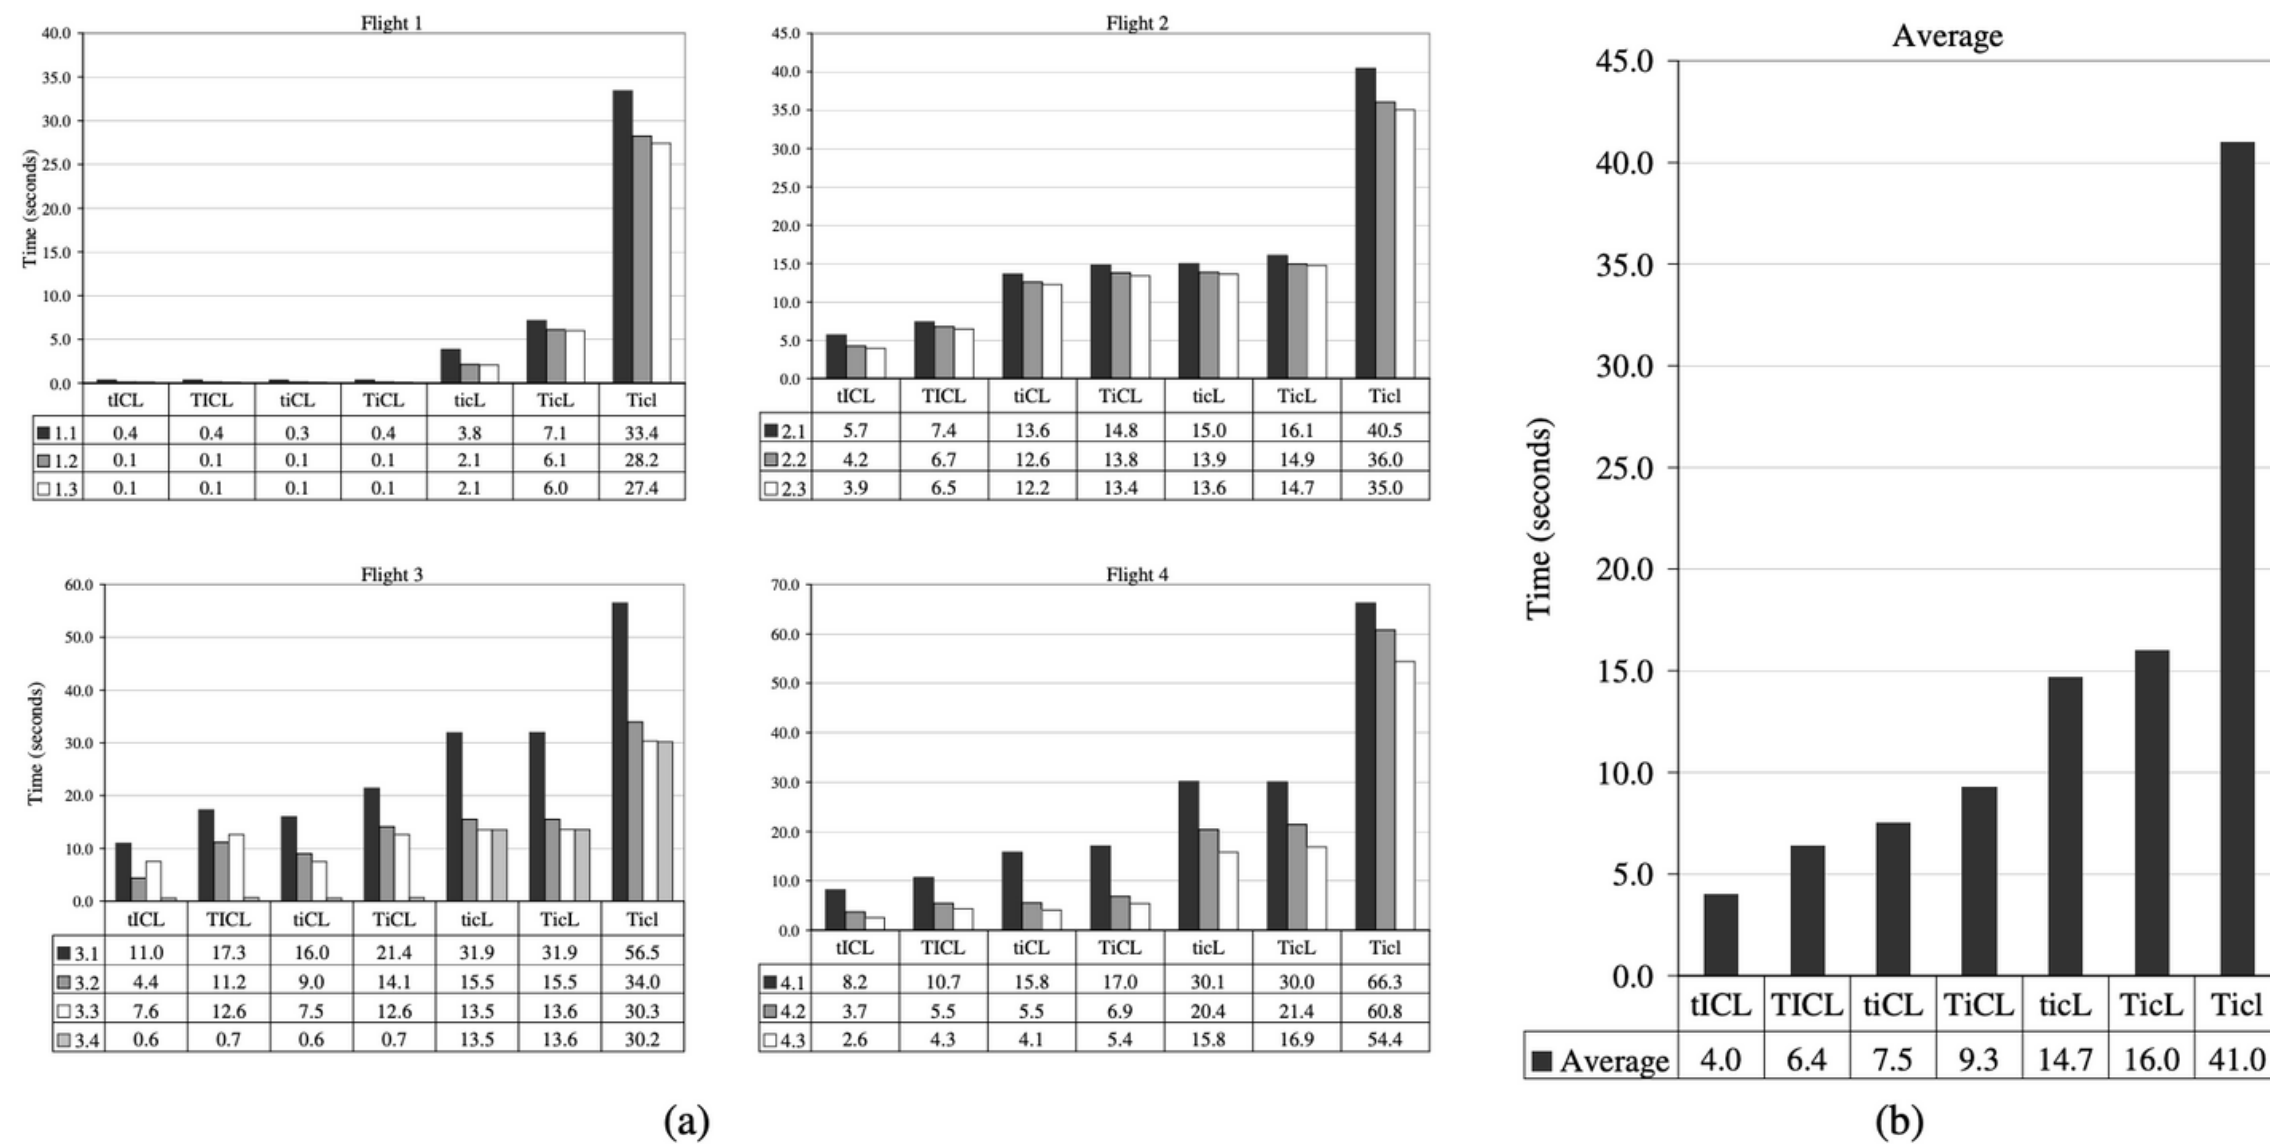 Flight 1
40.0
35.0
30.0
25.0
20.0
15.0
10.0
5.0
0.0
Time (seconds)
tICL TICL tiCL TiCL ticL TicL Ticl
1.1 0.4 0.4 0.3 0.4 3.8 7.1 33.4
1.2 0.1 0.1 0.1 0.1 2.1 6.1 28.2
1.3 0.1 0.1 0.1 0.1 2.1 6.0 27.4
Flight 2
45.0
40.0
35.0
30.0
25.0
20.0
15.0
10.0
5.0
0.0
tICL TICL tiCL TiCL ticL TicL Ticl
2.1 5.7 7.4 13.6 14.8 15.0 16.1 40.5
2.2 4.2 6.7 12.6 13.8 13.9 14.9 36.0
2.3 3.9 6.5 12.2 13.4 13.6 14.7 35.0
Flight 3
60.0
50.0
40.0
30.0
20.0
10.0
0.0
Time (seconds)
tICL TICL tiCL TiCL ticL TicL Ticl
3.1 11.0 17.3 16.0 21.4 31.9 31.9 56.5
3.2 4.4 11.2 9.0 14.1 15.5 15.5 34.0
3.3 7.6 12.6 7.5 12.6 13.5 13.6 30.3
3.4 0.6 0.7 0.6 0.7 13.5 13.6 30.2
Flight 4
70.0
60.0
50.0
40.0
30.0
20.0
10.0
0.0
tICL TICL tiCL TiCL ticL TicL Ticl
4.1 8.2 10.7 15.8 17.0 30.1 30.0 66.3
4.2 3.7 5.5 5.5 6.9 20.4 21.4 60.8
4.3 2.6 4.3 4.1 5.4 15.8 16.9 54.4
(a)
Average
45.0
40.0
35.0
30.0
25.0
20.0
15.0
10.0
5.0
0.0
Time (seconds)
tICL TICL tiCL TiCL ticL TicL Ticl
Average 4.0 6.4 7.5 9.3 14.7 16.0 41.0
(b)